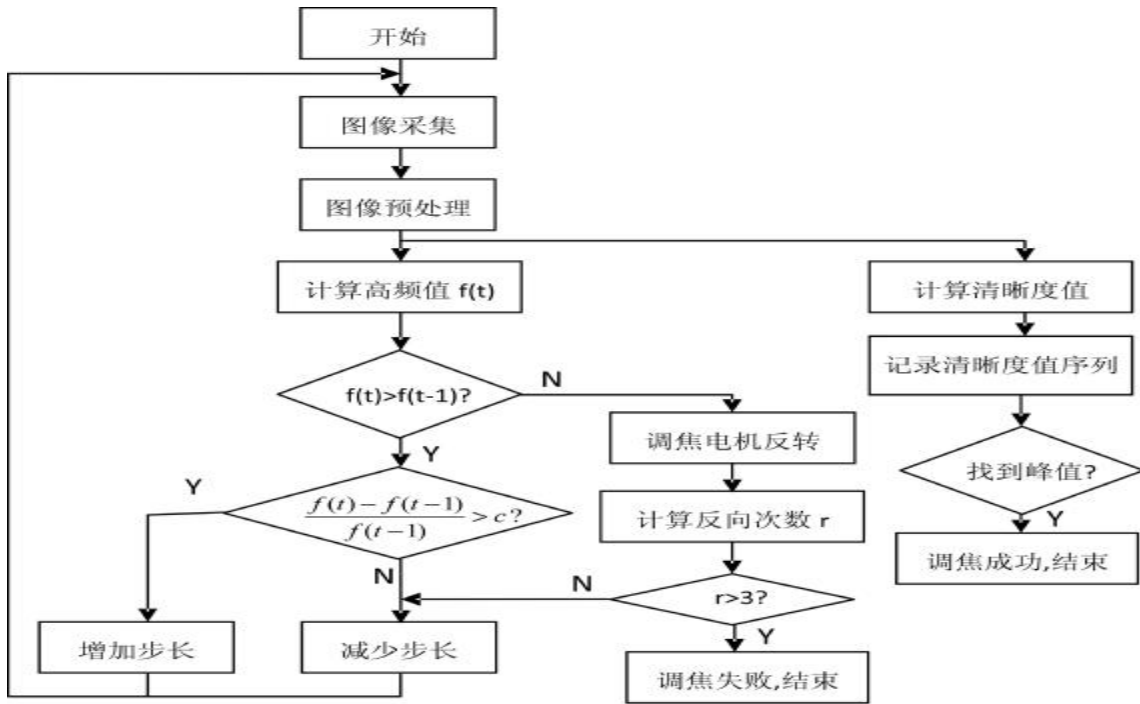 开始
图像采集
图像预处理
计算高频值 f(t)
计算清晰度值
记录清晰度值序列
f(t)>f(t-1)?
N
调焦电机反转
找到峰值?
Y
Y
f(t)-f(t-1)
f(t-1)
>c?
计算反向次数 r
Y
调焦成功,结束
N
N
r>3?
增加步长
减少步长
Y
调焦失败,结束